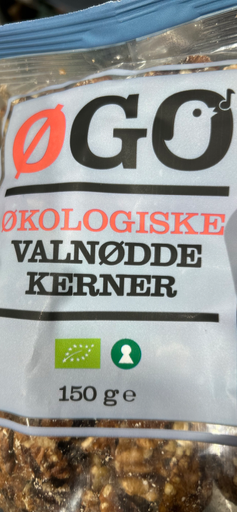 ØGO
ØKOLOGISKE
VALNØDDE
KERNER
150 g e